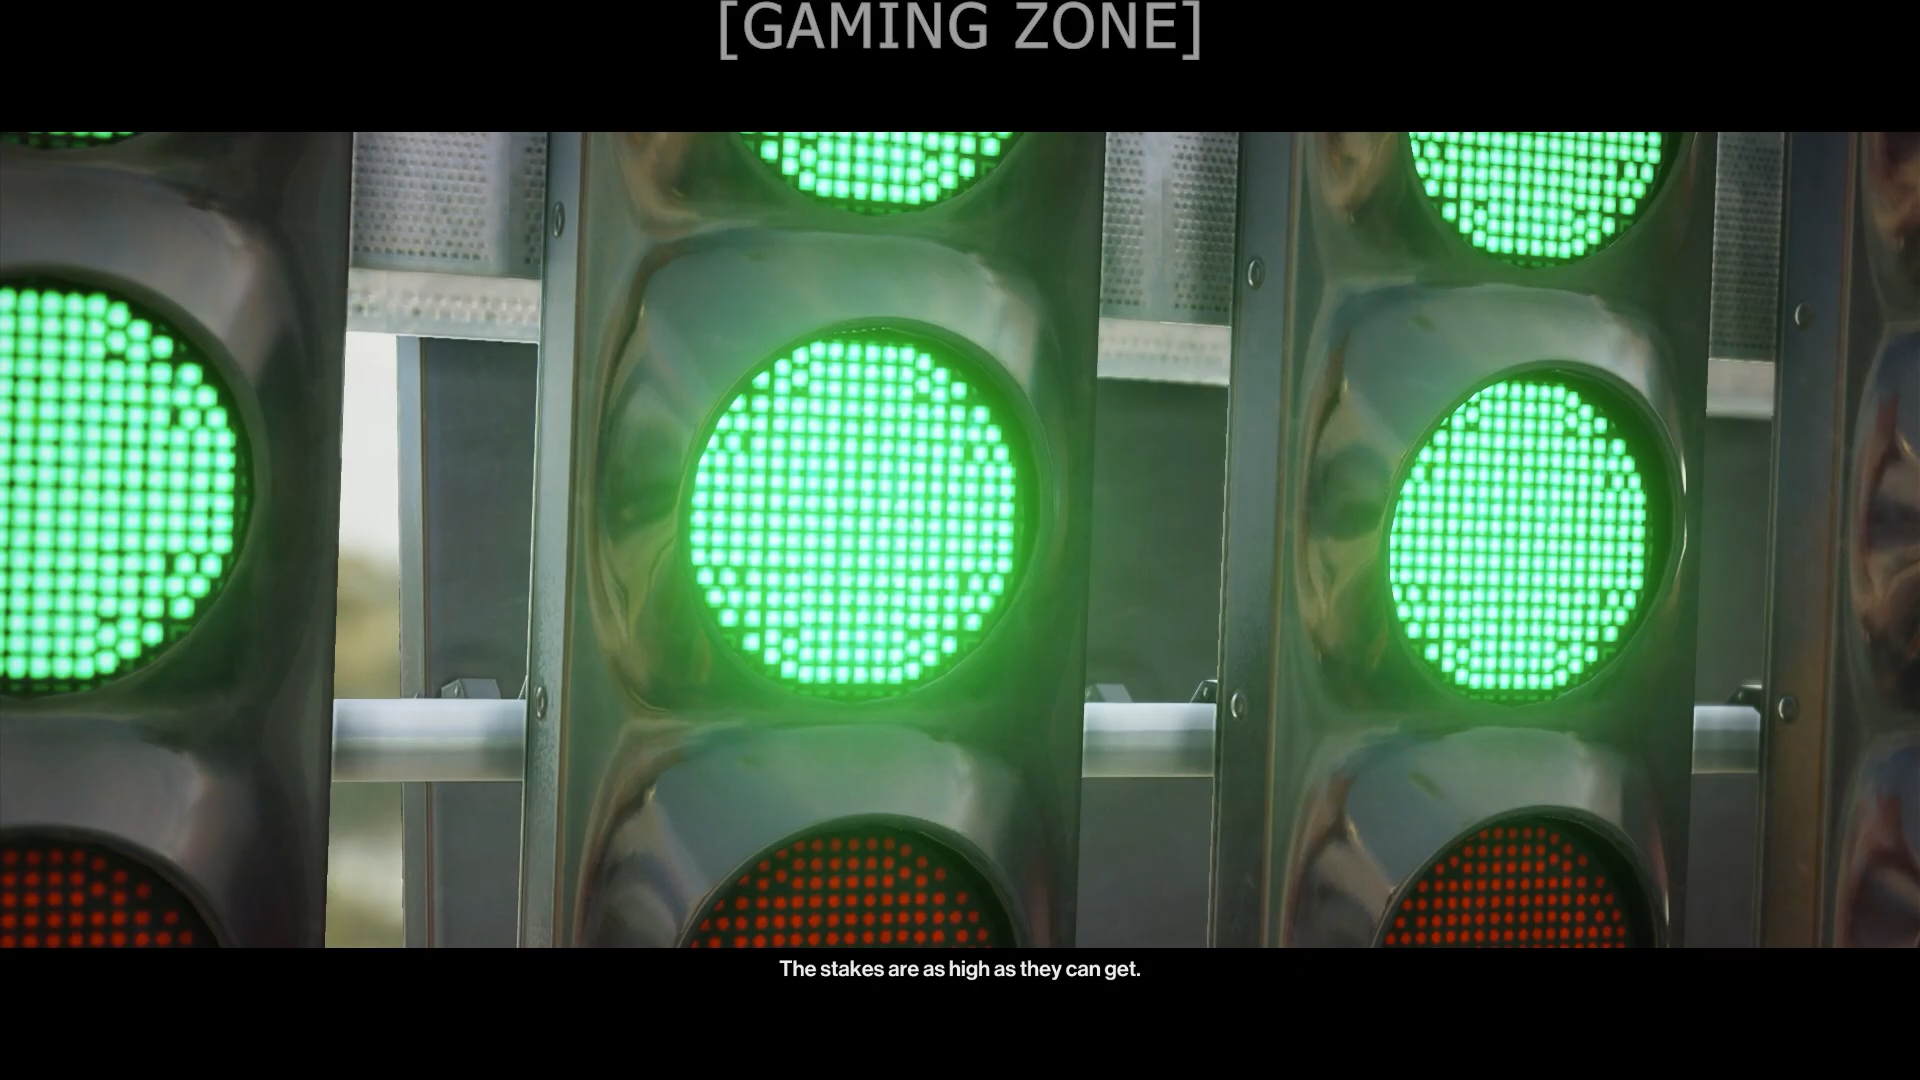 [GAMING ZONE]
The stakes are as high as they can get.